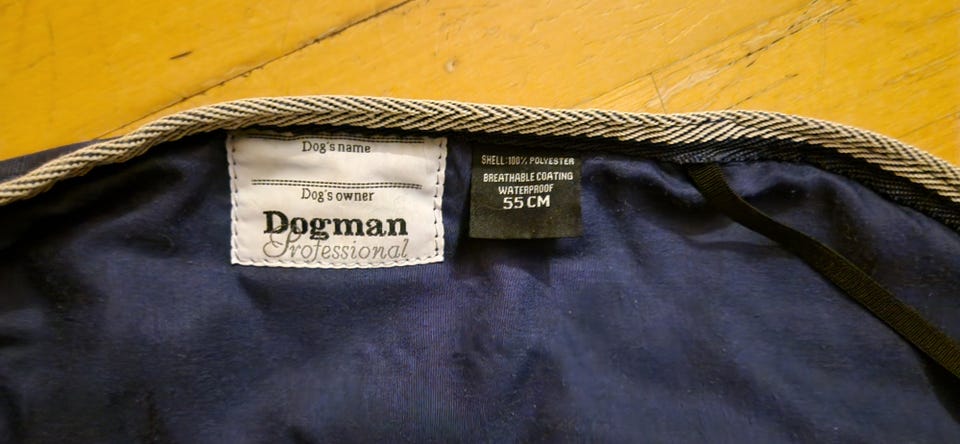 Dog's name
Dog's owner
Dogman
Professional
SHELL: 100% POLYESTER
BREATHABLE COATING
WATERPROOF
55 CM